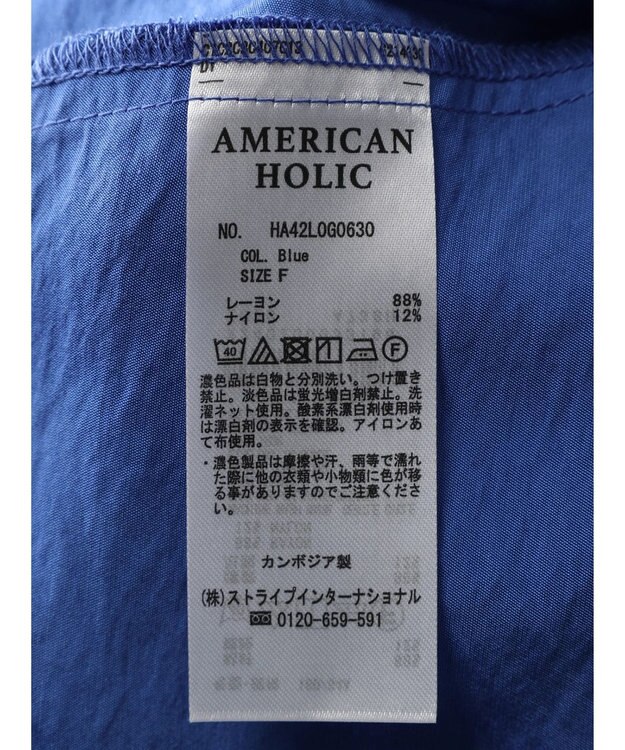 AMERICAN
HOLIC
NO. HA42L0G0630
COL. Blue
SIZE F
レーヨン 88%
ナイロン 12%
40 F
濃色品は白物と分別洗い。つけ置き
禁止。淡色品は蛍光増白剤禁止。洗
濯ネット使用。酸素系漂白剤使用時
は漂白剤の表示を確認。アイロンあ
て布使用。
・濃色製品は摩擦や汗、雨等で濡れ
た際に他の衣類や小物類に色が移
る事がありますのでご注意くださ
い。
カンボジア製
(株)ストライプインターナショナル
0120-659-591